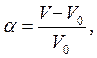 α = (V − V₀) / V₀,